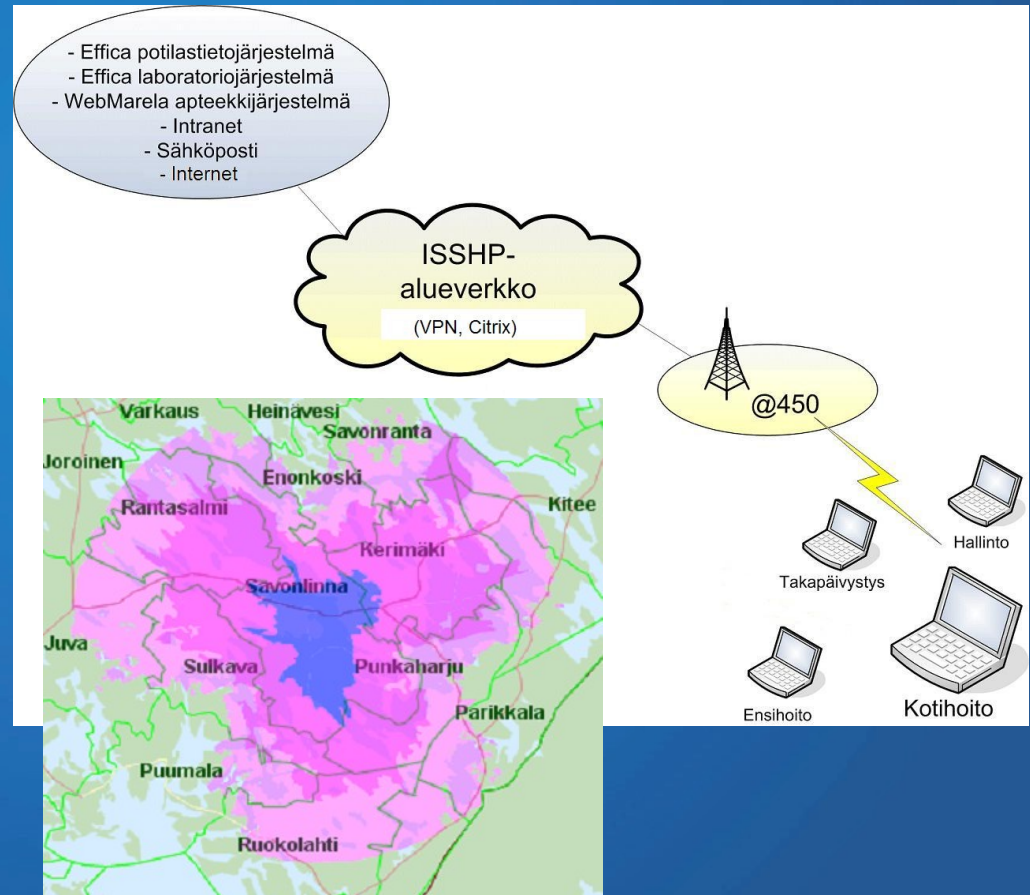 - Effica potilastietojärjestelmä
- Effica laboratoriojärjestelmä
- WebMarela apteekkijärjestelmä
- Intranet
- Sähköposti
- Internet
ISSHP-
alueverkko
(VPN, Citrix)
@450
Hallinto
Takapäivystys
Ensihoito
Kotihoito
Varkaus
Heinävesi
Savonranta
Joroinen
Enonkoski
Kitee
Rantasalmi
Kerimäki
Savonlinna
Juva
Sulkava
Punkaharju
Parikkala
Puumala
Ruokolahti